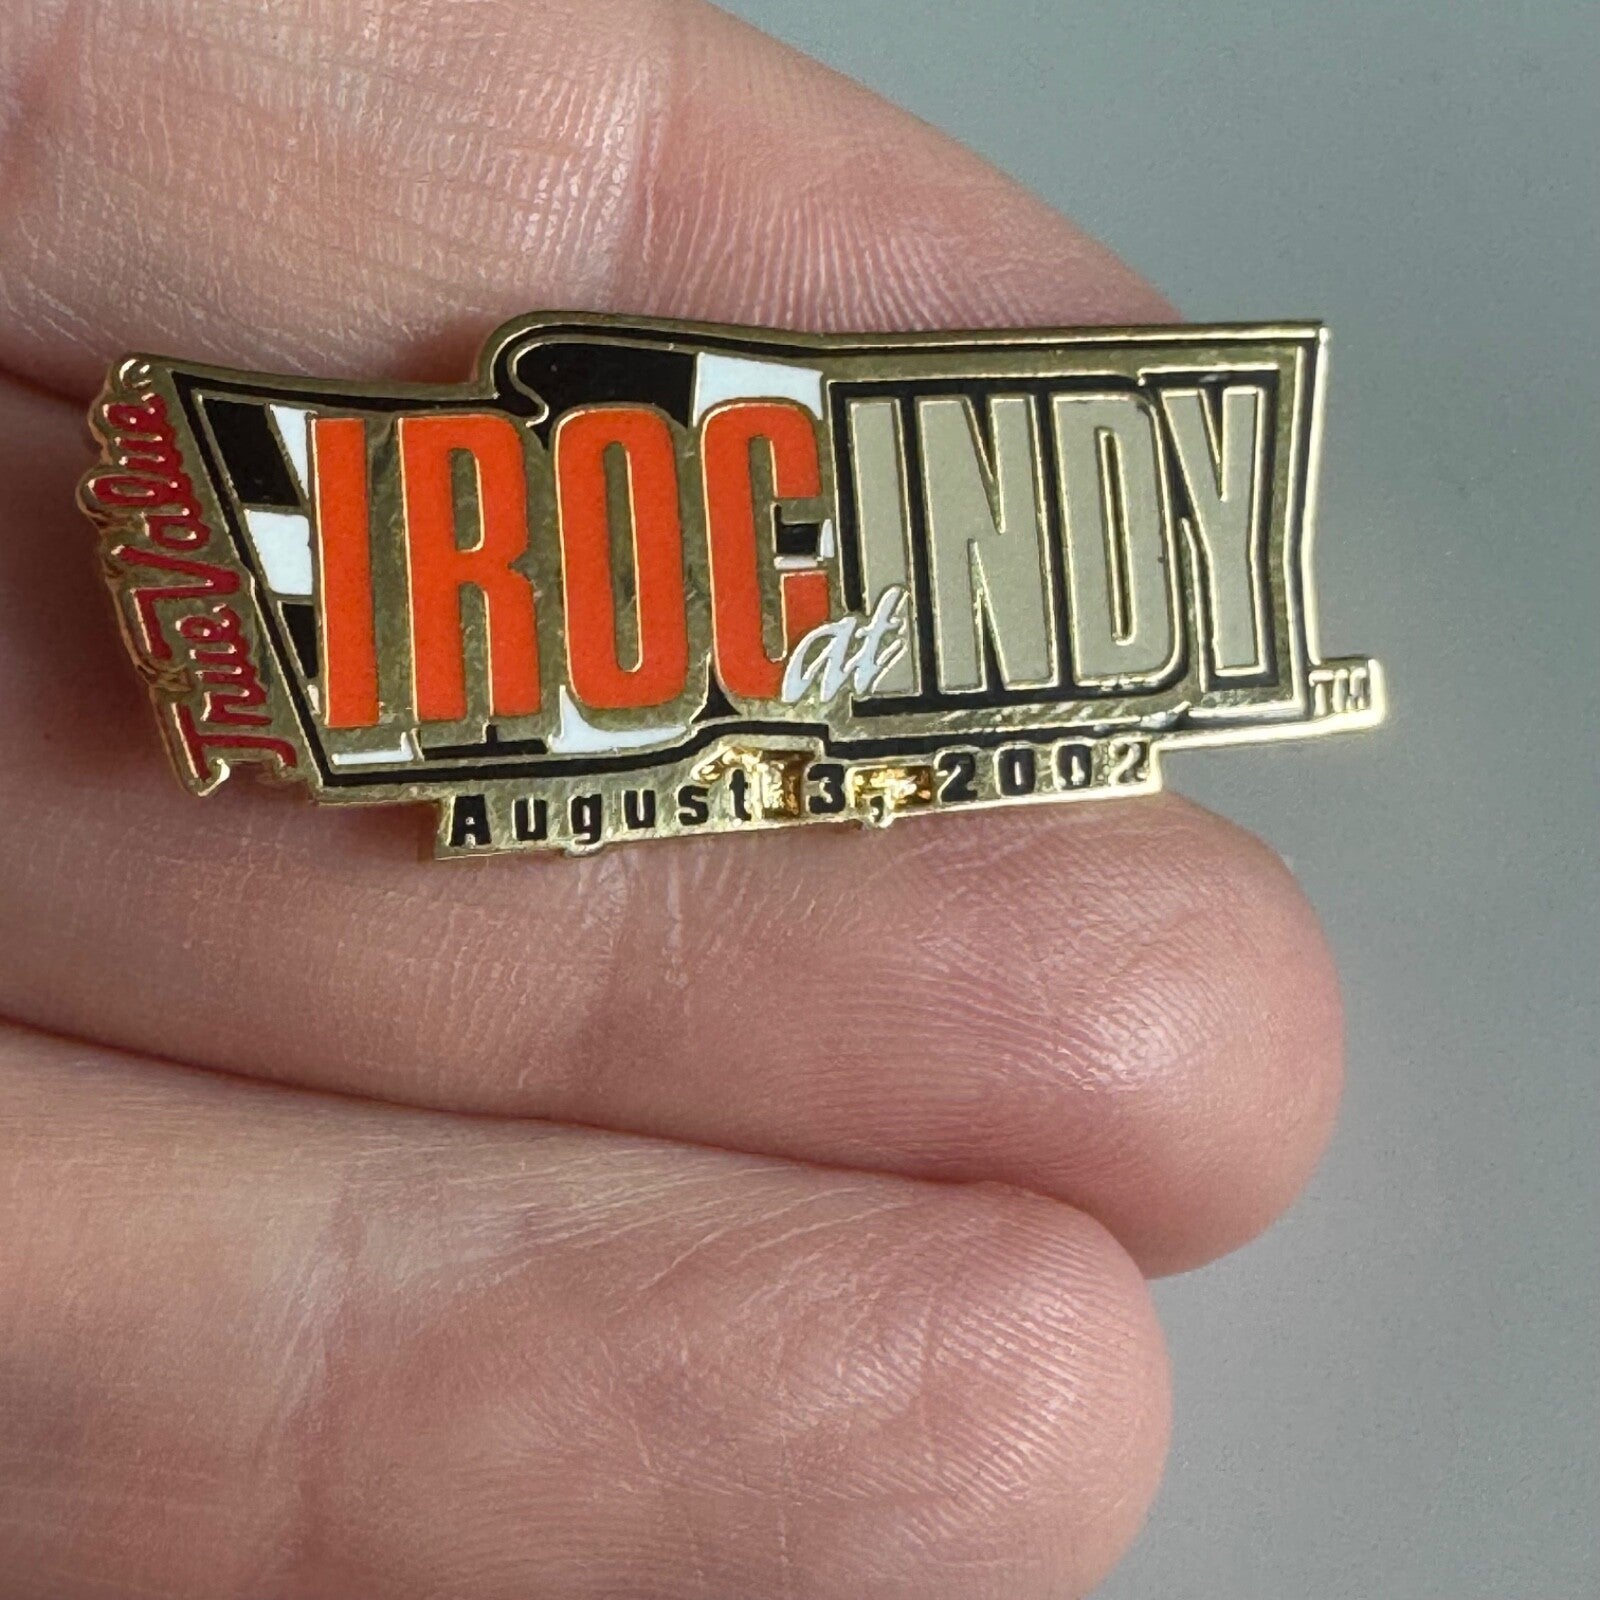 True Value
IROC at INDY
TM
August 3, 2002